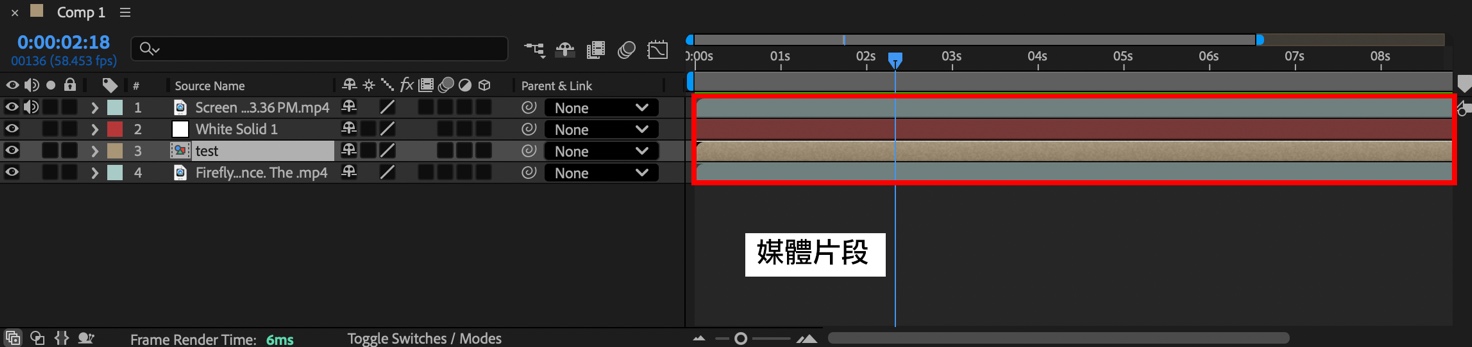 × Comp 1
0:00:02:18
00136 (58.453 fps)
0:00s 01s 02s 03s 04s 05s 06s 07s 08s
# Source Name fx Parent & Link
1 Screen ...3.36 PM.mp4 None
2 White Solid 1 None
3 test None
4 Firefly...nce. The .mp4 None
媒體片段
Frame Render Time: 6ms Toggle Switches / Modes